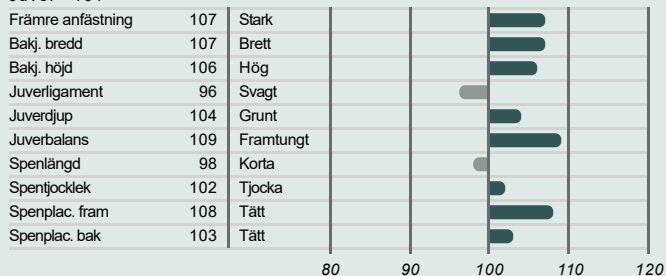 Främre anfästning 107 Stark
Bakj. bredd 107 Brett
Bakj. höjd 106 Hög
Juverligament 96 Svagt
Juverdjup 104 Grunt
Juverbalans 109 Framtungt
Spenlängd 98 Korta
Spentjocklek 102 Tjocka
Spenplac. fram 108 Tätt
Spenplac. bak 103 Tätt
80 90 100 110 120